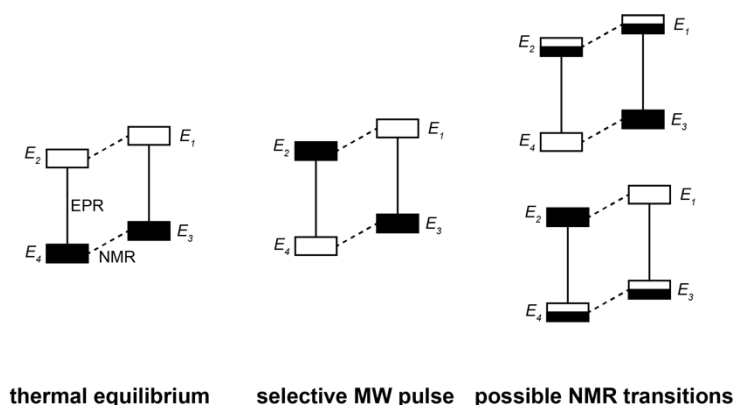 E₂
E₁
EPR
E₄
NMR
E₃
thermal equilibrium
E₂
E₁
E₄
E₃
selective MW pulse
E₂
E₁
E₄
E₃
E₂
E₁
E₄
E₃
possible NMR transitions